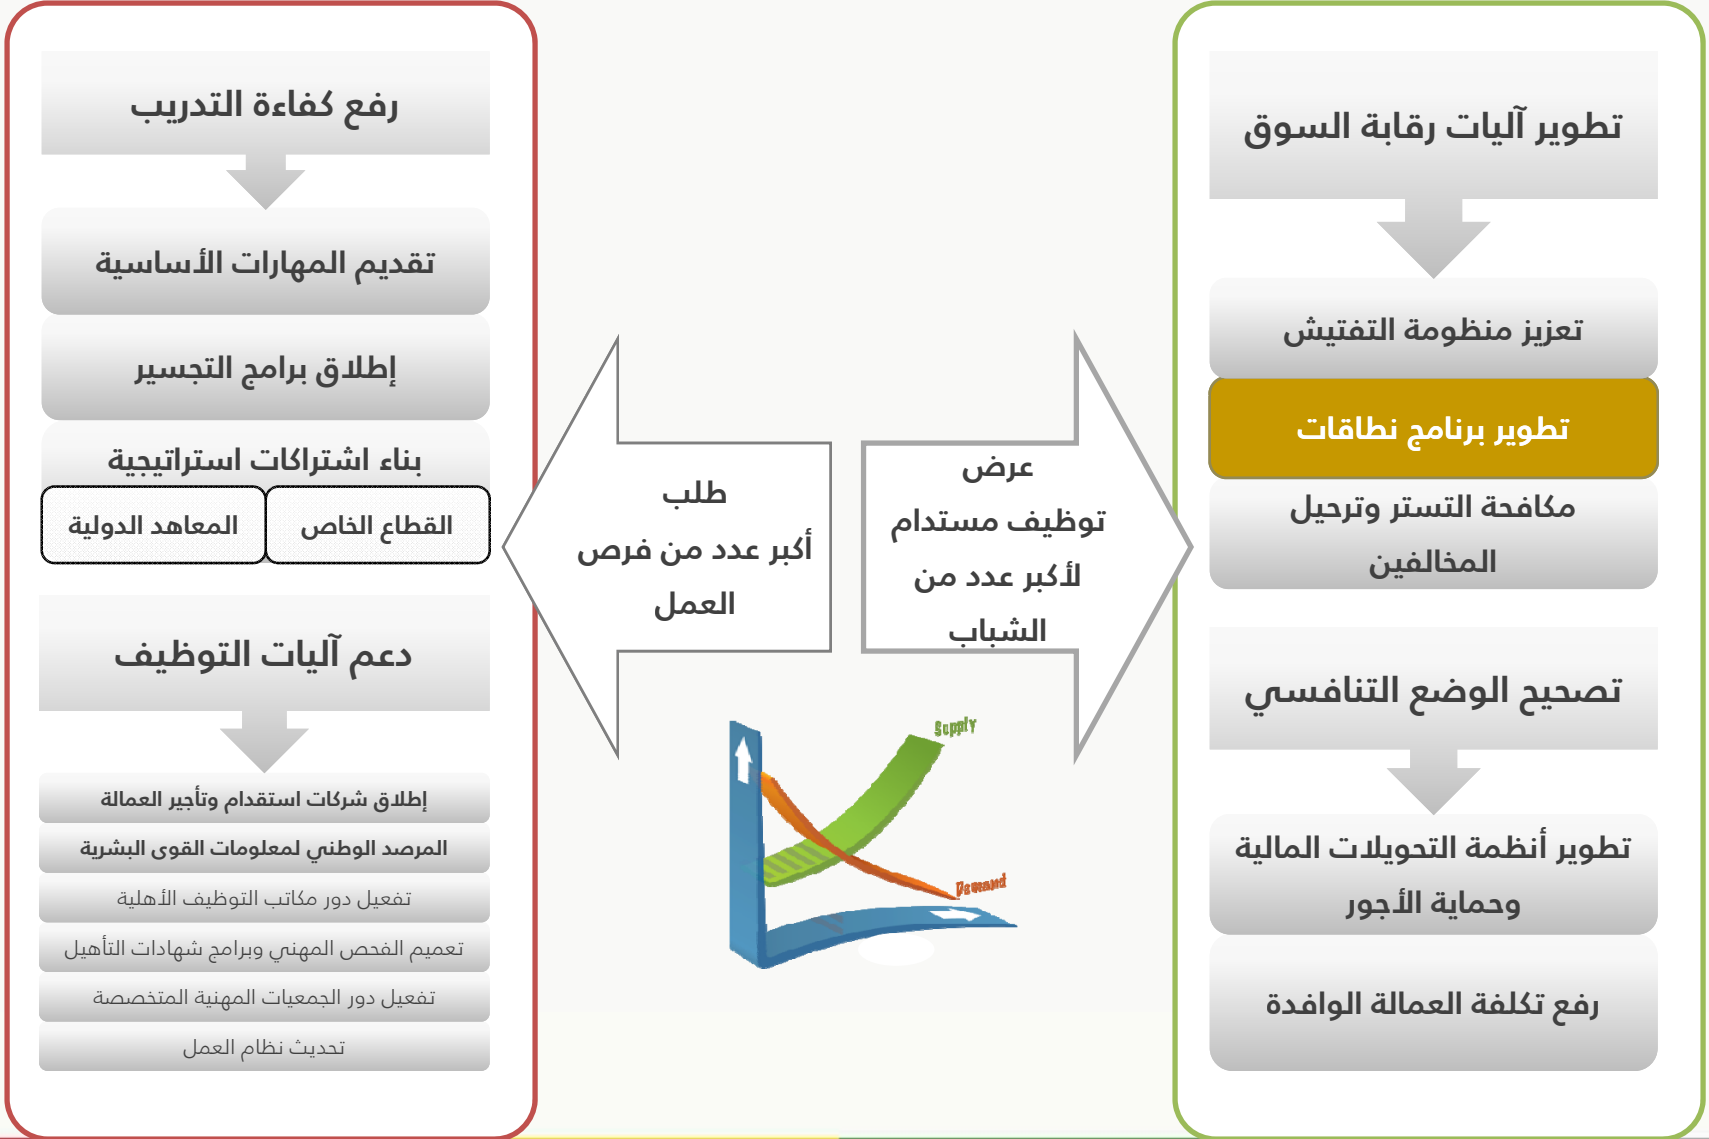 تطوير آليات رقابة السوق
تعزيز منظومة التفتيش
تطوير برنامج نطاقات
مكافحة التستر وترحيل
المخالفين
تصحيح الوضع التنافسي
تطوير أنظمة التحويلات المالية
وحماية الأجور
رفع تكلفة العمالة الوافدة
عرض
توظيف مستدام
لأكبر عدد من
الشباب
طلب
أكبر عدد من فرص
العمل
Supply
Demand
رفع كفاءة التدريب
تقديم المهارات الأساسية
إطلاق برامج التجسير
بناء اشتراكات استراتيجية
القطاع الخاص
المعاهد الدولية
دعم آليات التوظيف
إطلاق شركات استقدام وتأجير العمالة
المرصد الوطني لمعلومات القوى البشرية
تفعيل دور مكاتب التوظيف الأهلية
تعميم الفحص المهني وبرامج شهادات التأهيل
تفعيل دور الجمعيات المهنية المتخصصة
تحديث نظام العمل